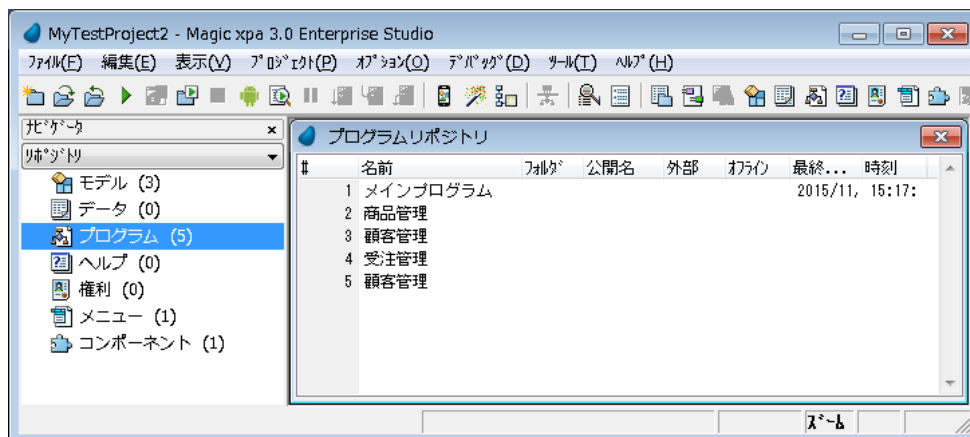 MyTestProject2 - Magic xpa 3.0 Enterprise Studio
ﾌｧｲﾙ(F) 編集(E) 表示(V) ﾌﾟﾛｼﾞｪｸﾄ(P) ｵﾌﾟｼｮﾝ(O) ﾃﾞﾊﾞｯｸﾞ(D) ﾂｰﾙ(T) ﾍﾙﾌﾟ(H)
ﾅﾋﾞｹﾞｰﾀ
ﾘﾎﾟｼﾞﾄﾘ
モデル (3)
データ (0)
プログラム (5)
ヘルプ (0)
権利 (0)
メニュー (1)
コンポーネント (1)
プログラムリポジトリ
# 名前 ﾌｫﾙﾀﾞ 公開名 外部 ｵﾌﾗｲﾝ 最終... 時刻
1 メインプログラム 2015/11, 15:17:
2 商品管理
3 顧客管理
4 受注管理
5 顧客管理
ｽﾞｰﾑ